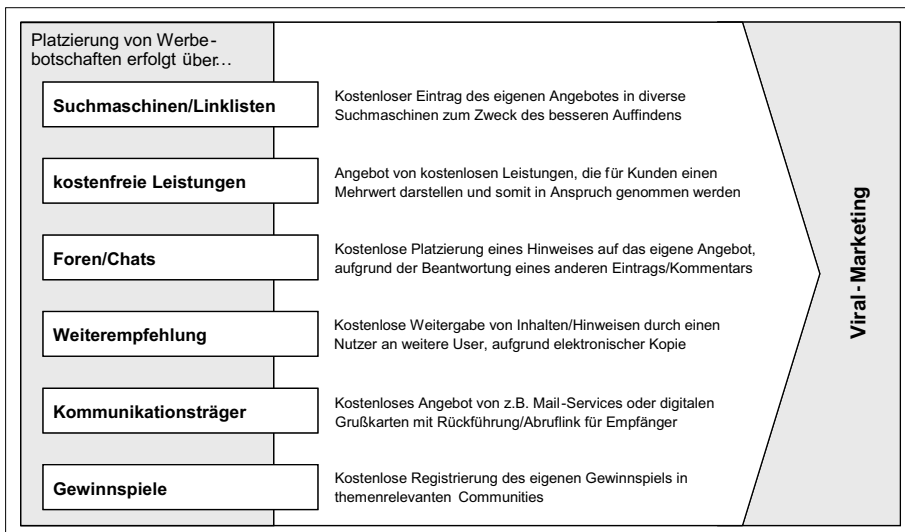 Platzierung von Werbe-
botschaften erfolgt über...
Suchmaschinen/Linklisten
Kostenloser Eintrag des eigenen Angebotes in diverse
Suchmaschinen zum Zweck des besseren Auffindens
kostenfreie Leistungen
Angebot von kostenlosen Leistungen, die für Kunden einen
Mehrwert darstellen und somit in Anspruch genommen werden
Foren/Chats
Kostenlose Platzierung eines Hinweises auf das eigene Angebot,
aufgrund der Beantwortung eines anderen Eintrags/Kommentars
Weiterempfehlung
Kostenlose Weitergabe von Inhalten/Hinweisen durch einen
Nutzer an weitere User, aufgrund elektronischer Kopie
Kommunikationsträger
Kostenloses Angebot von z.B. Mail-Services oder digitalen
Grußkarten mit Rückführung/Abruflink für Empfänger
Gewinnspiele
Kostenlose Registrierung des eigenen Gewinnspiels in
themenrelevanten Communities
Viral-Marketing